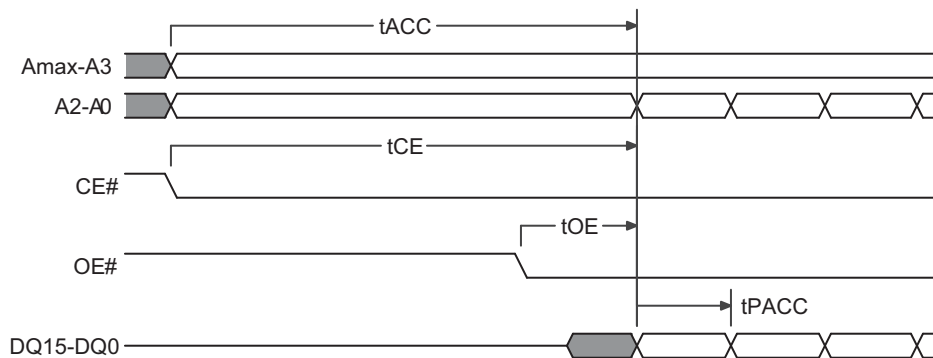 tACC
Amax-A3
A2-A0
tCE
CE#
tOE
OE#
tPACC
DQ15-DQ0